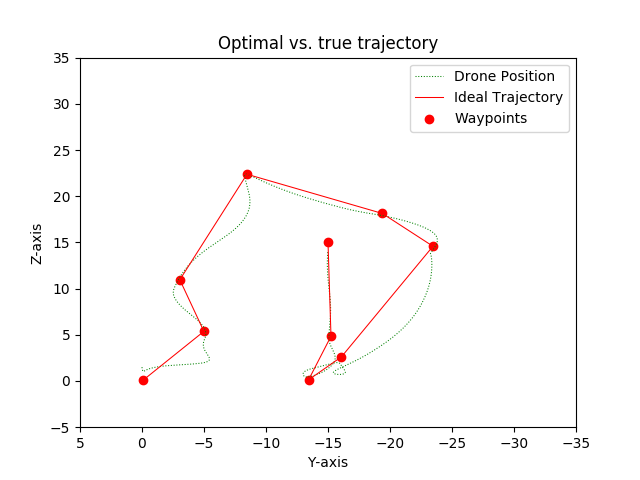 Optimal vs. true trajectory
Drone Position
Ideal Trajectory
Waypoints
35
30
25
20
15
10
5
0
−5
Z-axis
5 0 −5 −10 −15 −20 −25 −30 −35
Y-axis